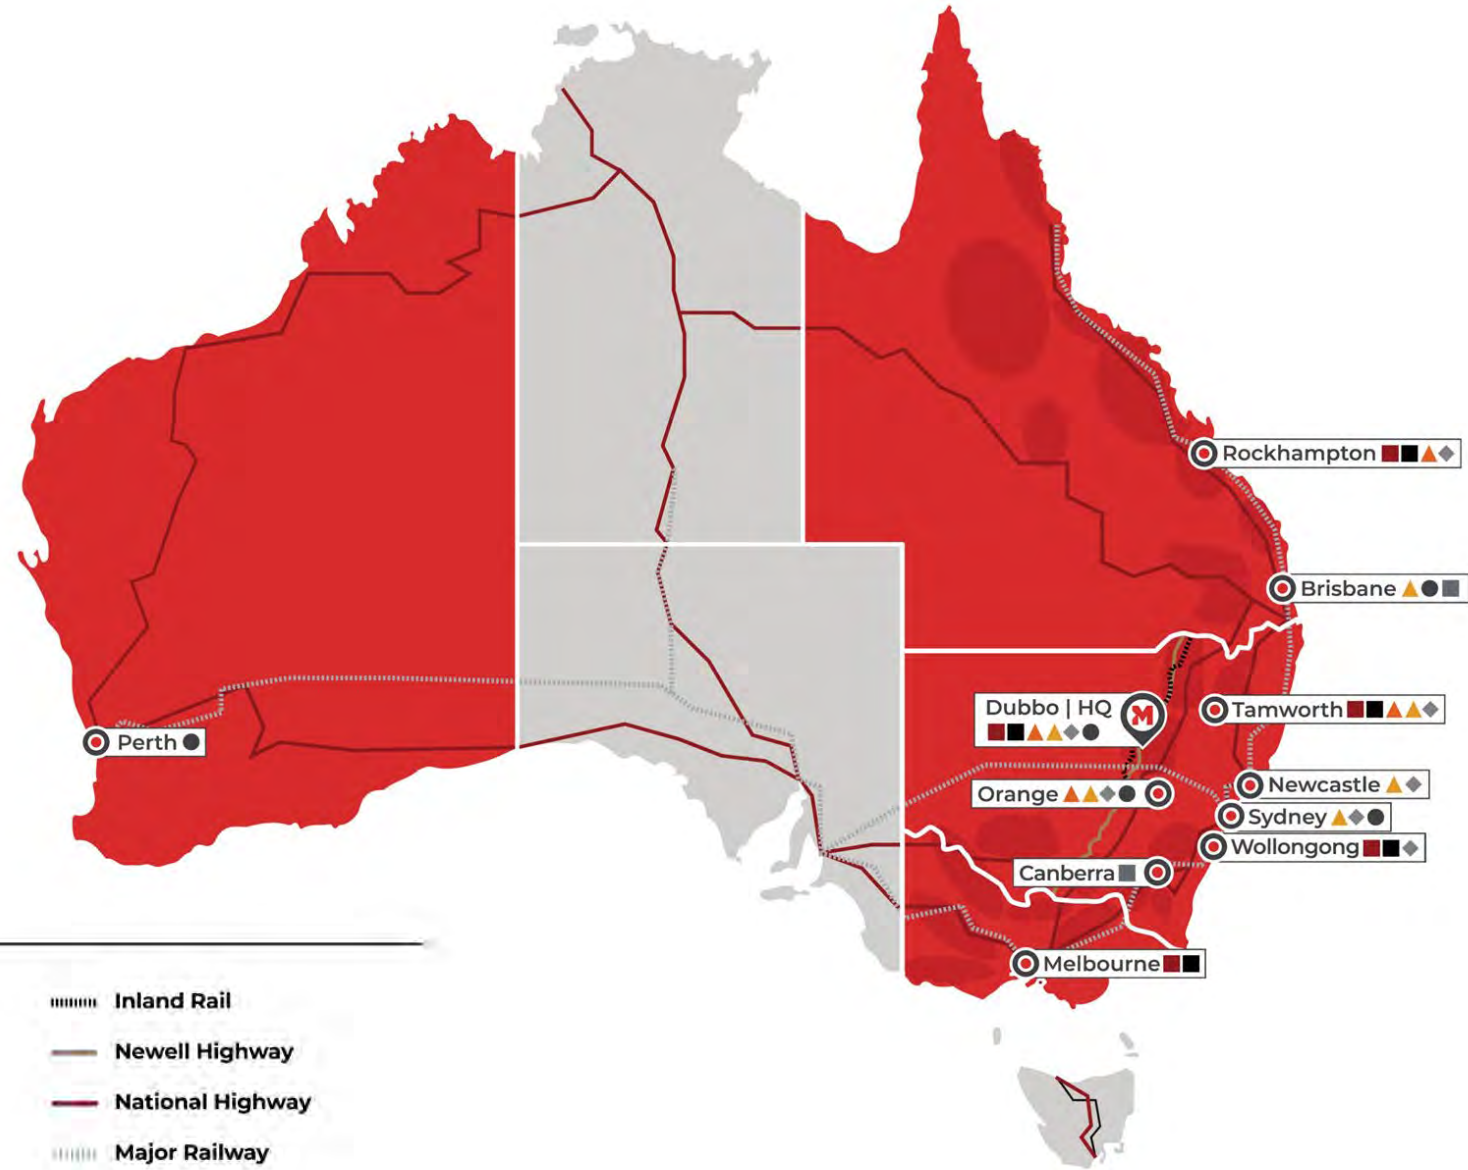 Rockhampton
Brisbane
Dubbo | HQ
M
Tamworth
Perth
Newcastle
Orange
Sydney
Wollongong
Canberra
Melbourne
Inland Rail
Newell Highway
National Highway
Major Railway